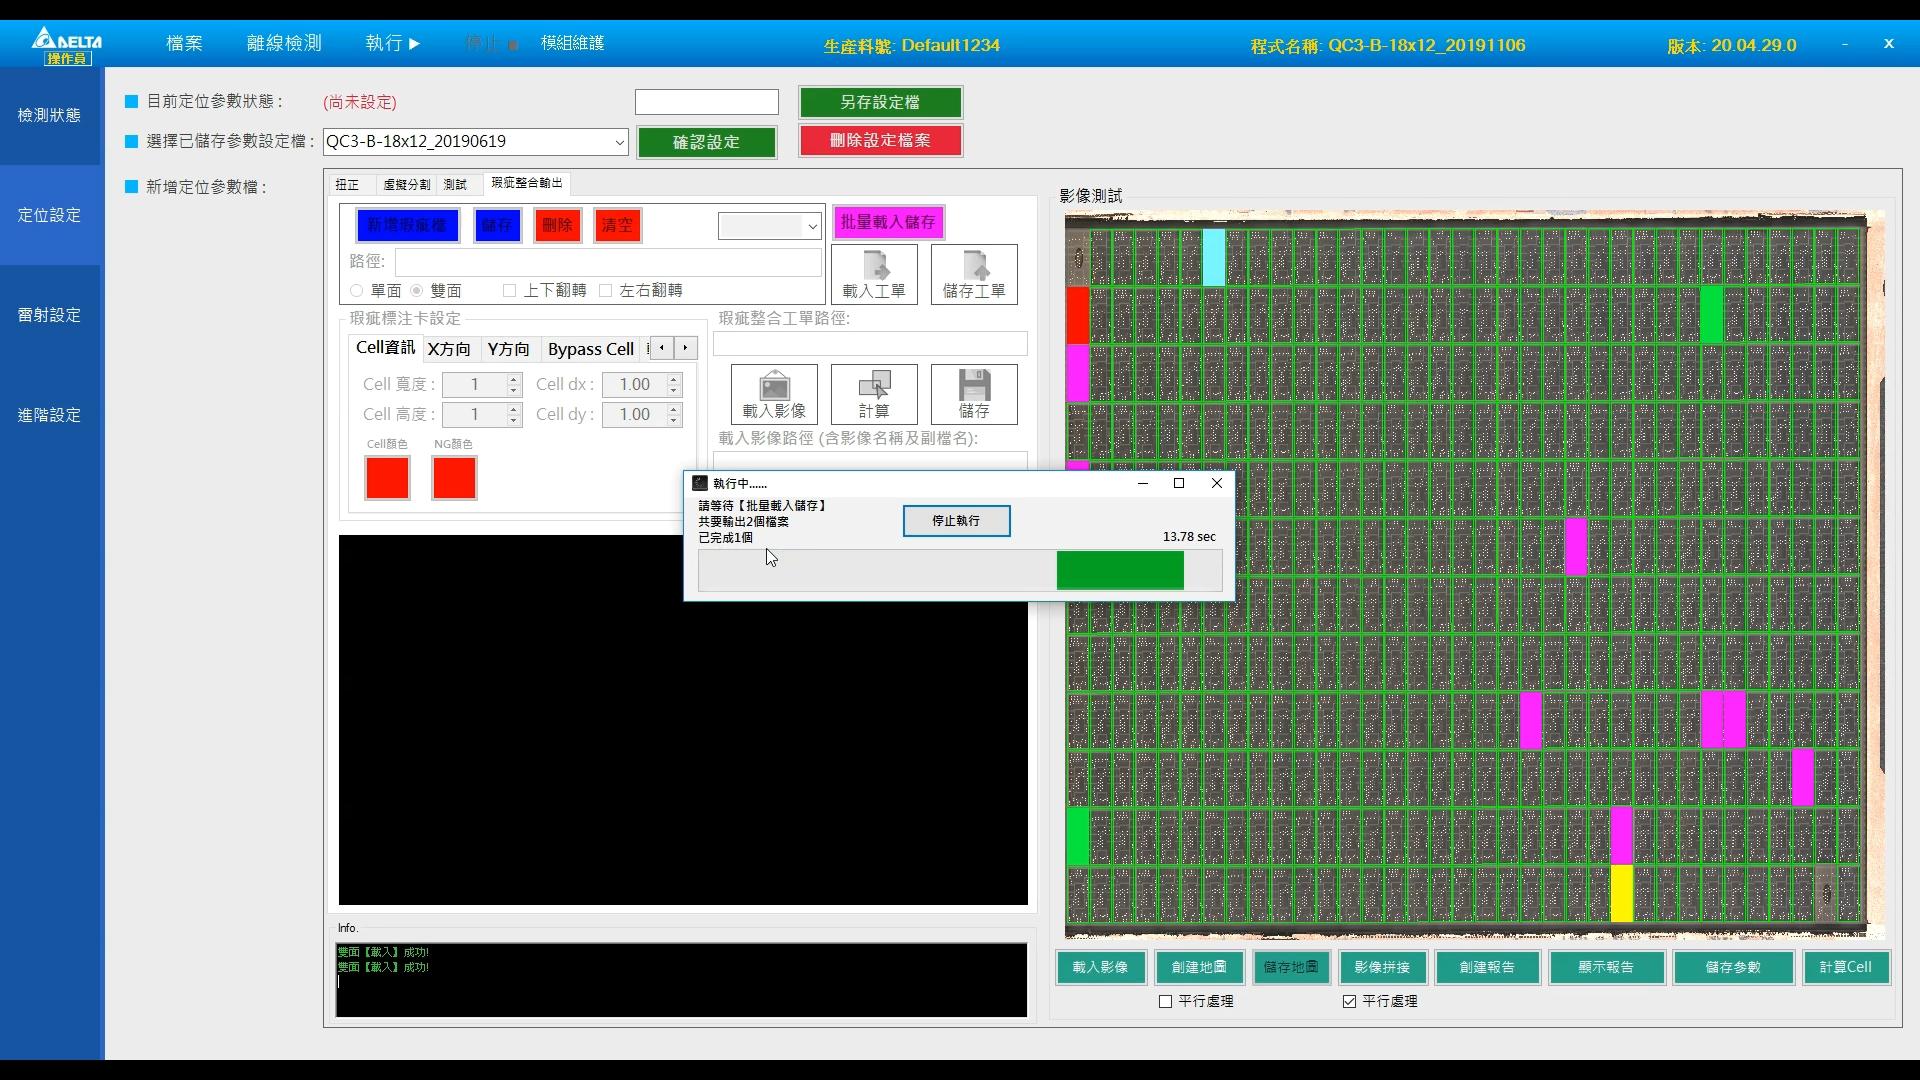 DELTA
操作員
檔案
離線檢測
執行
停止
模組維護
生產料號: Default1234
程式名稱: QC3-B-18x12_20191106
版本: 20.04.29.0
- X
檢測狀態
定位設定
雷射設定
進階設定
目前定位參數狀態 :
(尚未設定)
另存設定檔
選擇已儲存參數設定檔 :
QC3-B-18x12_20190619
確認設定
刪除設定檔案
新增定位參數檔 :
扭正
虛擬分割
測試
瑕疵整合輸出
新增瑕疵檔
儲存
刪除
清空
批量載入儲存
路徑:
單面
雙面
上下翻轉
左右翻轉
載入工單
儲存工單
瑕疵標注卡設定
Cell資訊
X方向
Y方向
Bypass Cell
Cell 寬度 :
1
Cell dx :
1.00
Cell 高度 :
1
Cell dy :
1.00
Cell顏色
NG顏色
瑕疵整合工單路徑:
載入影像
計算
儲存
載入影像路徑 (含影像名稱及副檔名):
執行中......
請等待【批量載入儲存】
共要輸出2個檔案
已完成1個
停止執行
13.78 sec
Info.
雙面【載入】成功!
雙面【載入】成功!
影像測試
載入影像
創建地圖
儲存地圖
影像拼接
創建報告
顯示報告
儲存參數
計算Cell
平行處理
平行處理